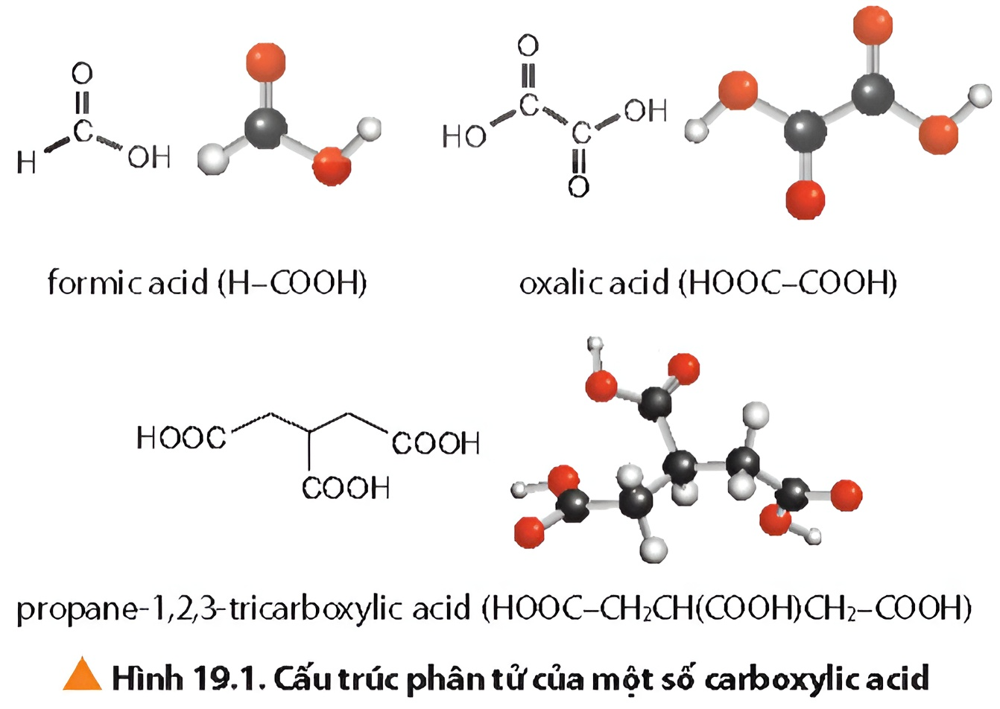 O
H C OH
O
HO C C OH
O
formic acid (H–COOH)
oxalic acid (HOOC–COOH)
HOOC COOH
COOH
propane-1,2,3-tricarboxylic acid (HOOC–CH₂CH(COOH)CH₂–COOH)
Hình 19.1. Cấu trúc phân tử của một số carboxylic acid